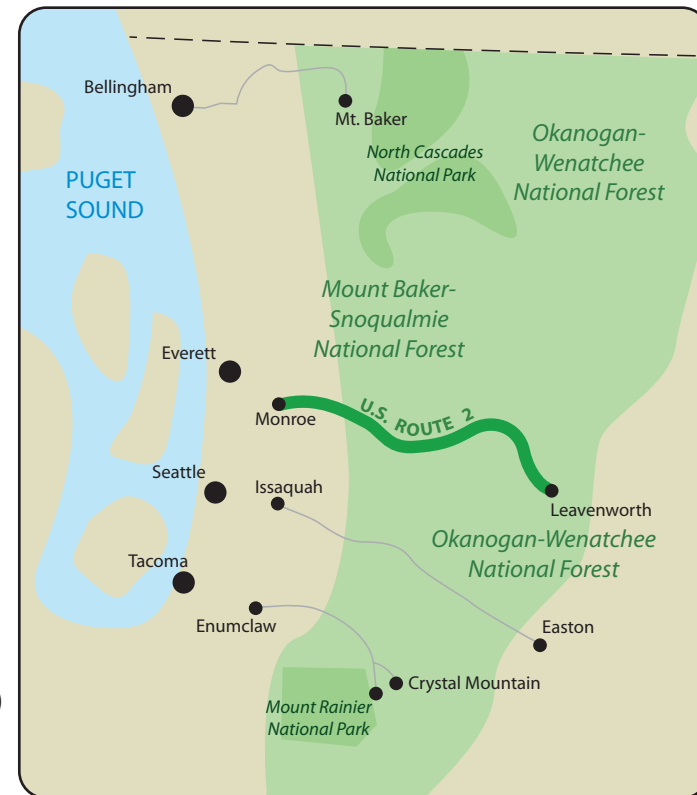 Bellingham
Mt. Baker
North Cascades
National Park
Okanogan-
Wenatchee
National Forest
PUGET
SOUND
Mount Baker-
Snoqualmie
National Forest
Everett
Monroe
U.S. ROUTE 2
Seattle
Issaquah
Leavenworth
Okanogan-Wenatchee
National Forest
Tacoma
Enumclaw
Easton
Crystal Mountain
Mount Rainier
National Park